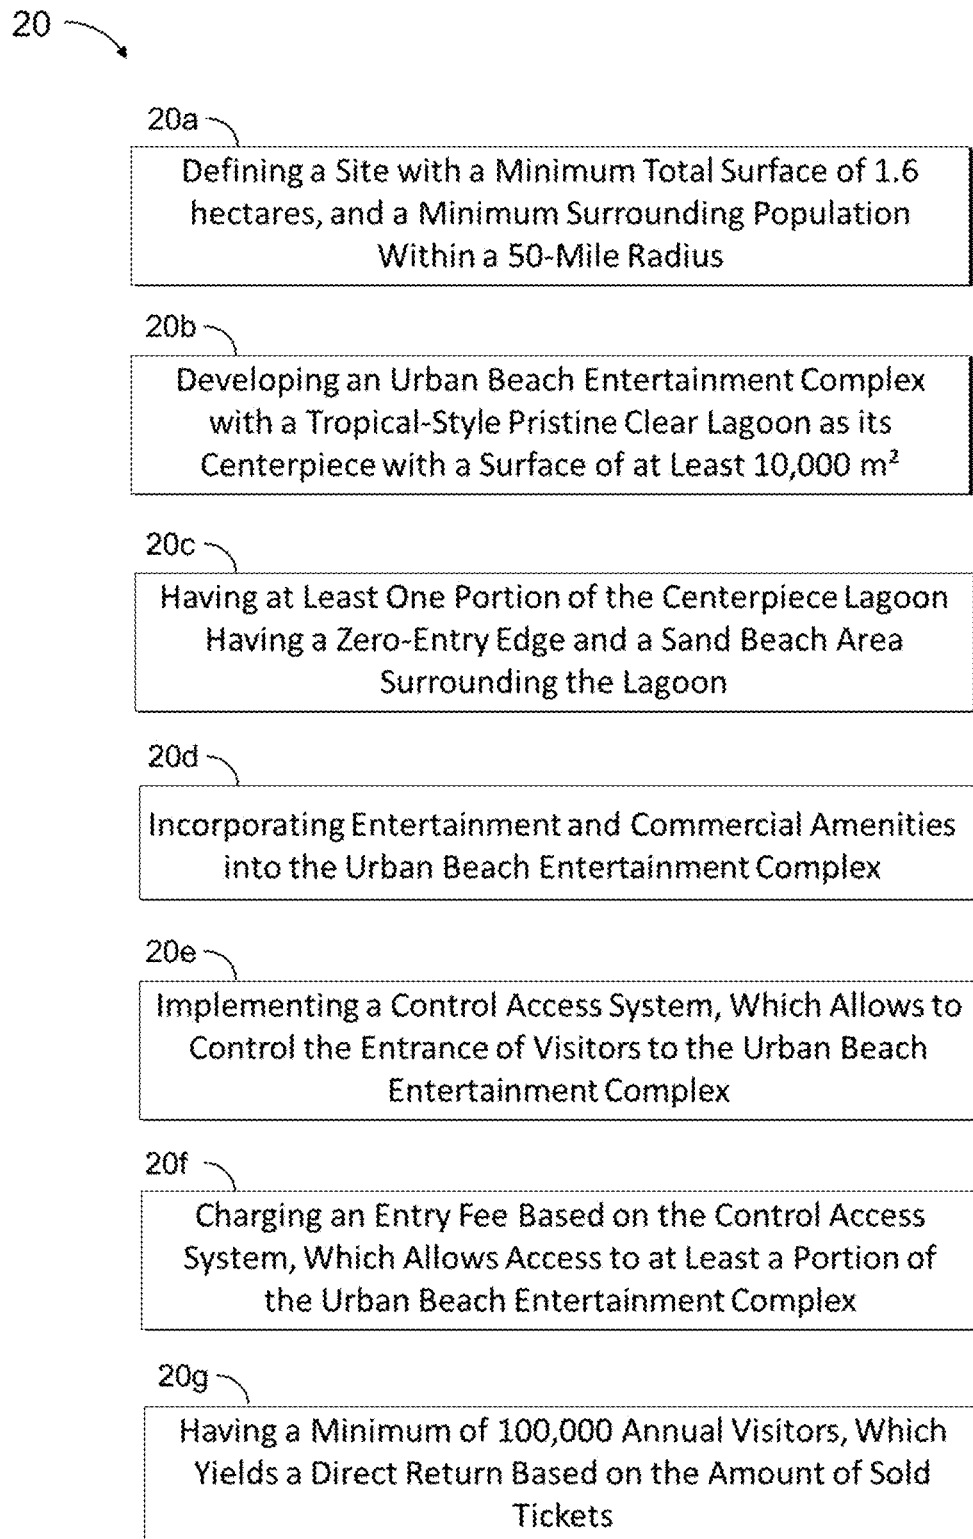 20
20a
Defining a Site with a Minimum Total Surface of 1.6
hectares, and a Minimum Surrounding Population
Within a 50-Mile Radius
20b
Developing an Urban Beach Entertainment Complex
with a Tropical-Style Pristine Clear Lagoon as its
Centerpiece with a Surface of at Least 10,000 m²
20c
Having at Least One Portion of the Centerpiece Lagoon
Having a Zero-Entry Edge and a Sand Beach Area
Surrounding the Lagoon
20d
Incorporating Entertainment and Commercial Amenities
into the Urban Beach Entertainment Complex
20e
Implementing a Control Access System, Which Allows to
Control the Entrance of Visitors to the Urban Beach
Entertainment Complex
20f
Charging an Entry Fee Based on the Control Access
System, Which Allows Access to at Least a Portion of
the Urban Beach Entertainment Complex
20g
Having a Minimum of 100,000 Annual Visitors, Which
Yields a Direct Return Based on the Amount of Sold
Tickets